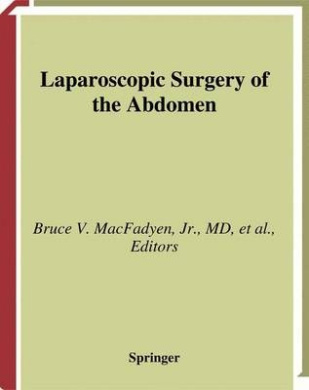 Laparoscopic Surgery of
the Abdomen
Bruce V. MacFadyen, Jr., MD, et al.,
Editors
Springer